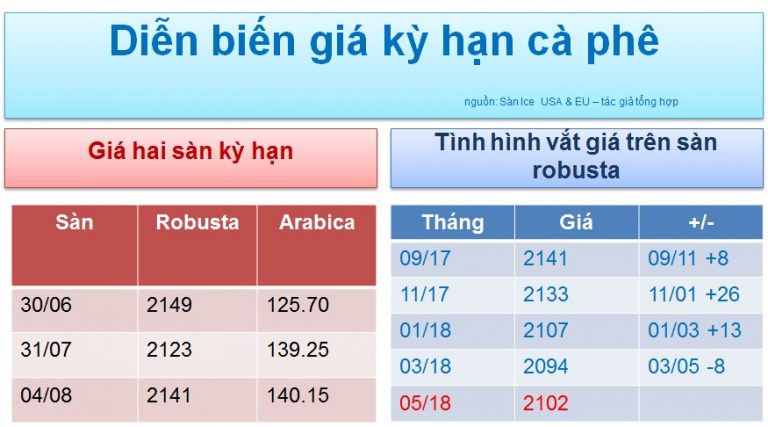 Diễn biến giá kỳ hạn cà phê
nguồn: Sàn Ice USA & EU – tác giả tổng hợp
Giá hai sàn kỳ hạn
Sàn Robusta Arabica
30/06 2149 125.70
31/07 2123 139.25
04/08 2141 140.15
Tình hình vắt giá trên sàn
robusta
Tháng Giá +/-
09/17 2141 09/11 +8
11/17 2133 11/01 +26
01/18 2107 01/03 +13
03/18 2094 03/05 -8
05/18 2102